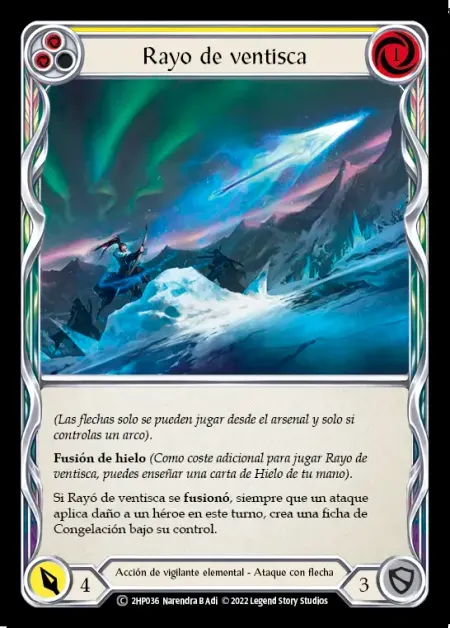 Rayo de ventisca
1
(Las flechas solo se pueden jugar desde el arsenal y solo si
controlas un arco).
Fusión de hielo (Como coste adicional para jugar Rayo de
ventisca, puedes enseñar una carta de Hielo de tu mano).
Si Rayó de ventisca se fusionó, siempre que un ataque
aplica daño a un héroe en este turno, crea una ficha de
Congelación bajo su control.
4
Acción de vigilante elemental - Ataque con flecha
3
C 2HP036 Narendra B Adi © 2022 Legend Story Studios